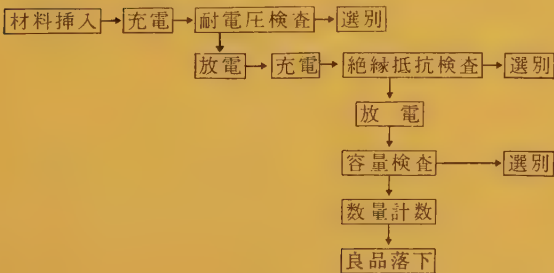 材料挿入 充電 耐電圧検査 選別
放電 充電 絶縁抵抗検査 選別
放電
容量検査 選別
数量計数
良品落下